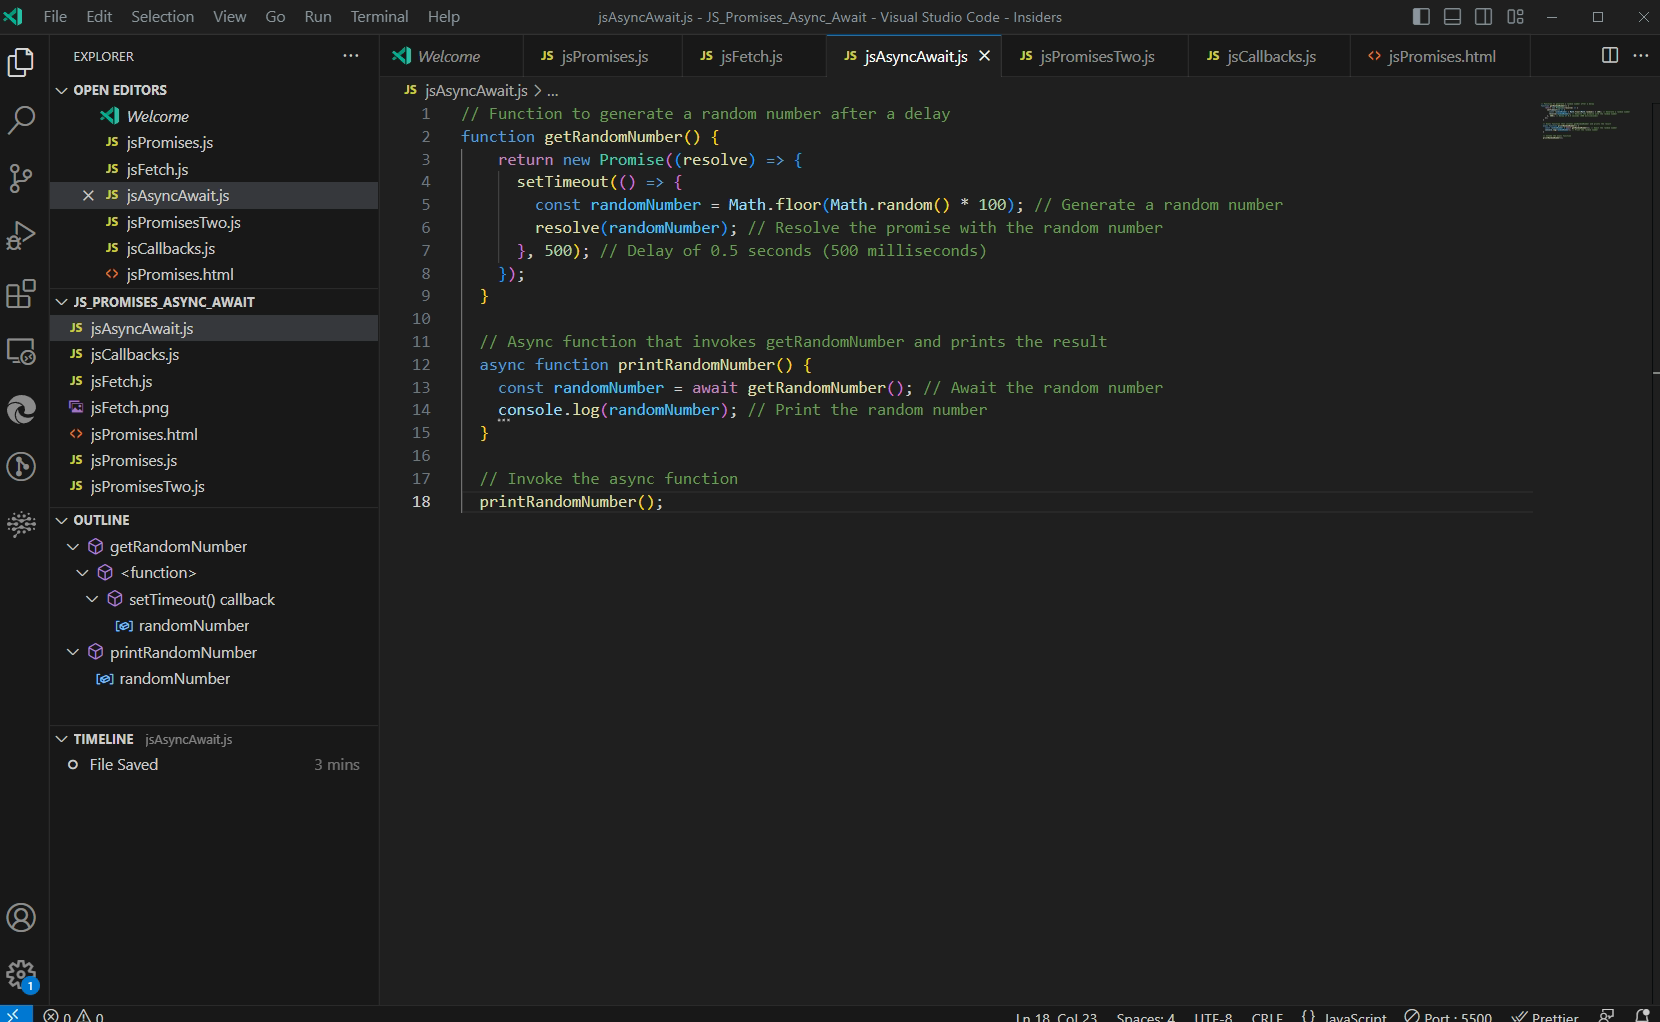 File Edit Selection View Go Run Terminal Help
jsAsyncAwait.js - JS_Promises_Async_Await - Visual Studio Code - Insiders
EXPLORER
OPEN EDITORS
Welcome
JS jsPromises.js
JS jsFetch.js
JS jsAsyncAwait.js
JS jsPromisesTwo.js
JS jsCallbacks.js
<> jsPromises.html
JS_PROMISES_ASYNC_AWAIT
JS jsAsyncAwait.js
JS jsCallbacks.js
JS jsFetch.js
jsFetch.png
<> jsPromises.html
JS jsPromises.js
JS jsPromisesTwo.js
OUTLINE
getRandomNumber
<function>
setTimeout() callback
randomNumber
printRandomNumber
randomNumber
TIMELINE jsAsyncAwait.js
File Saved 3 mins
1
Welcome JS jsPromises.js JS jsFetch.js JS jsAsyncAwait.js JS jsPromisesTwo.js JS jsCallbacks.js <> jsPromises.html
JS jsAsyncAwait.js > ...
1 // Function to generate a random number after a delay
2 function getRandomNumber() {
3 return new Promise((resolve) => {
4 setTimeout(() => {
5 const randomNumber = Math.floor(Math.random() * 100); // Generate a random number
6 resolve(randomNumber); // Resolve the promise with the random number
7 }, 500); // Delay of 0.5 seconds (500 milliseconds)
8 });
9 }
10
11 // Async function that invokes getRandomNumber and prints the result
12 async function printRandomNumber() {
13 const randomNumber = await getRandomNumber(); // Await the random number
14 console.log(randomNumber); // Print the random number
15 }
16
17 // Invoke the async function
18 printRandomNumber();
0 0 Ln 18, Col 23 Spaces: 4 UTF-8 CRLF {} JavaScript Port : 5500 Prettier